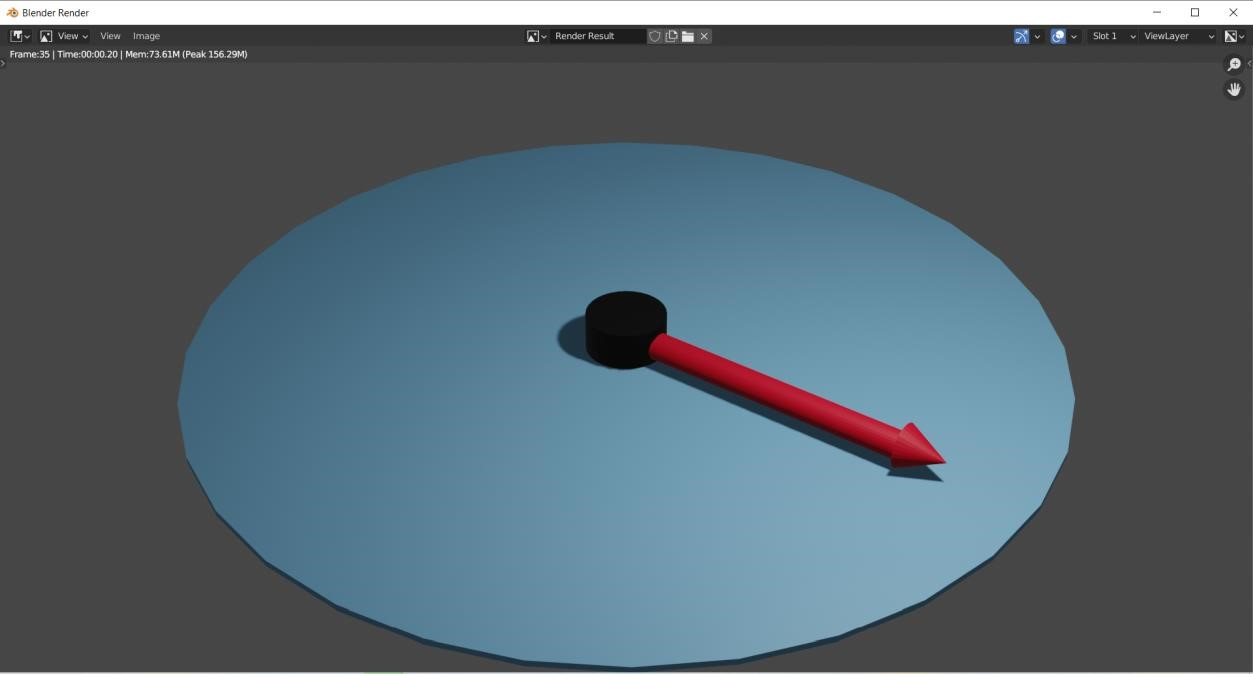 Blender Render
View View Image Render Result Slot 1 ViewLayer
Frame:35 | Time:00:00.20 | Mem:73.61M (Peak 156.29M)